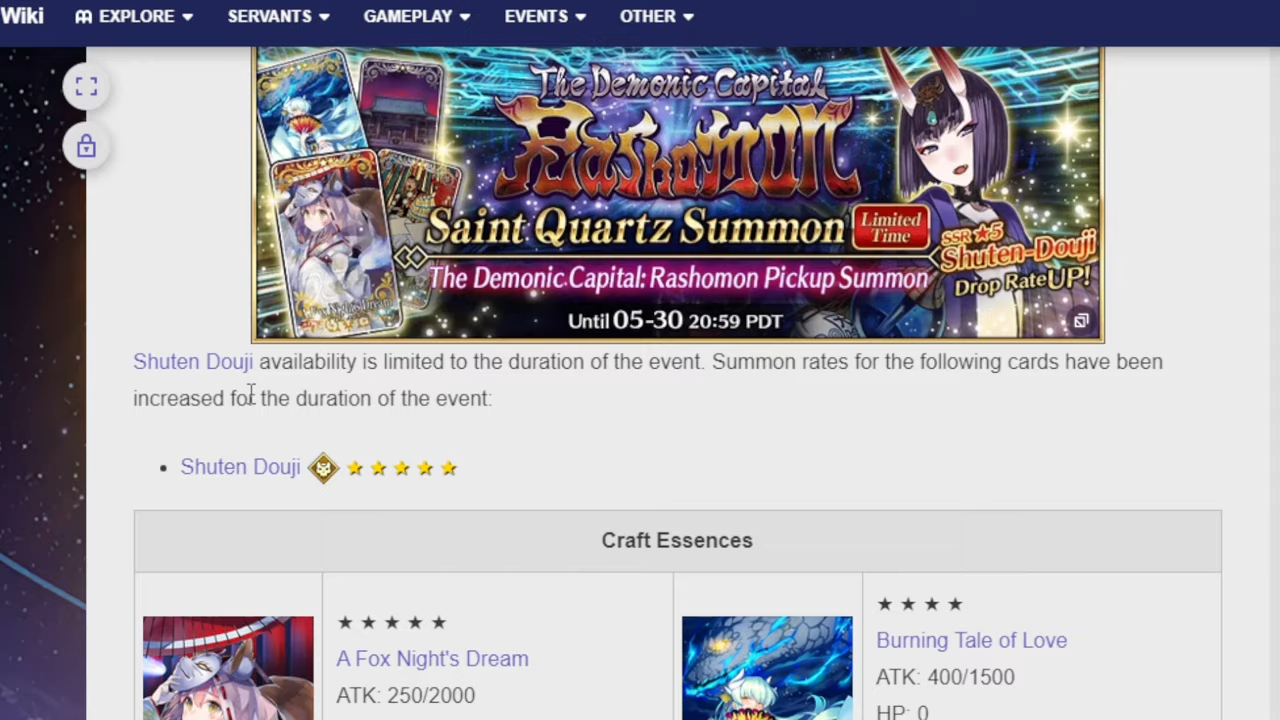 Wiki EXPLORE SERVANTS GAMEPLAY EVENTS OTHER
The Demonic Capital
Rashomon
Saint Quartz Summon
Limited Time
The Demonic Capital: Rashomon Pickup Summon
SSR ★5
Shuten-Douji
Drop Rate UP!
Until 05-30 20:59 PDT
Fox Night's Dream
Shuten Douji availability is limited to the duration of the event. Summon rates for the following cards have been
increased for the duration of the event:
• Shuten Douji ★★★★★
Craft Essences
★ ★ ★ ★ ★
A Fox Night's Dream
ATK: 250/2000
★ ★ ★ ★
Burning Tale of Love
ATK: 400/1500
HP: 0